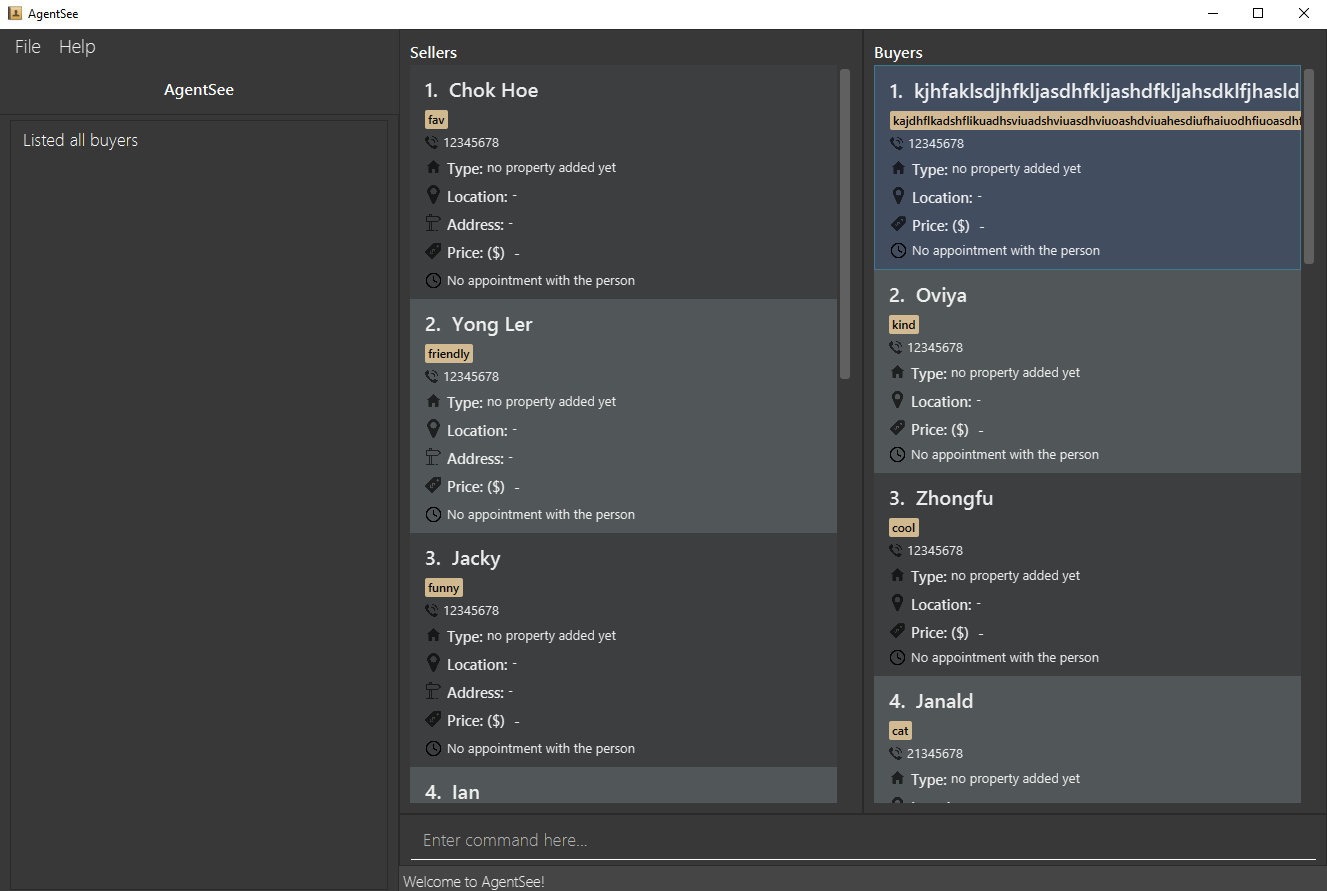 AgentSee
File Help
AgentSee
Listed all buyers
Sellers
1. Chok Hoe
fav
12345678
Type: no property added yet
Location: -
Address: -
Price: ($) -
No appointment with the person
2. Yong Ler
friendly
12345678
Type: no property added yet
Location: -
Address: -
Price: ($) -
No appointment with the person
3. Jacky
funny
12345678
Type: no property added yet
Location: -
Address: -
Price: ($) -
No appointment with the person
4. Ian
Buyers
1. kjhfaklsdjhfkljasdhfkljashdfkljahsdklfjhasld
kajdhflkadshflikuadhsviuadshviuasdhviuoashdviuahesdiufhaiuodhfiuoasdhf
12345678
Type: no property added yet
Location: -
Price: ($) -
No appointment with the person
2. Oviya
kind
12345678
Type: no property added yet
Location: -
Price: ($) -
No appointment with the person
3. Zhongfu
cool
12345678
Type: no property added yet
Location: -
Price: ($) -
No appointment with the person
4. Janald
cat
21345678
Type: no property added yet
Enter command here...
Welcome to AgentSee!